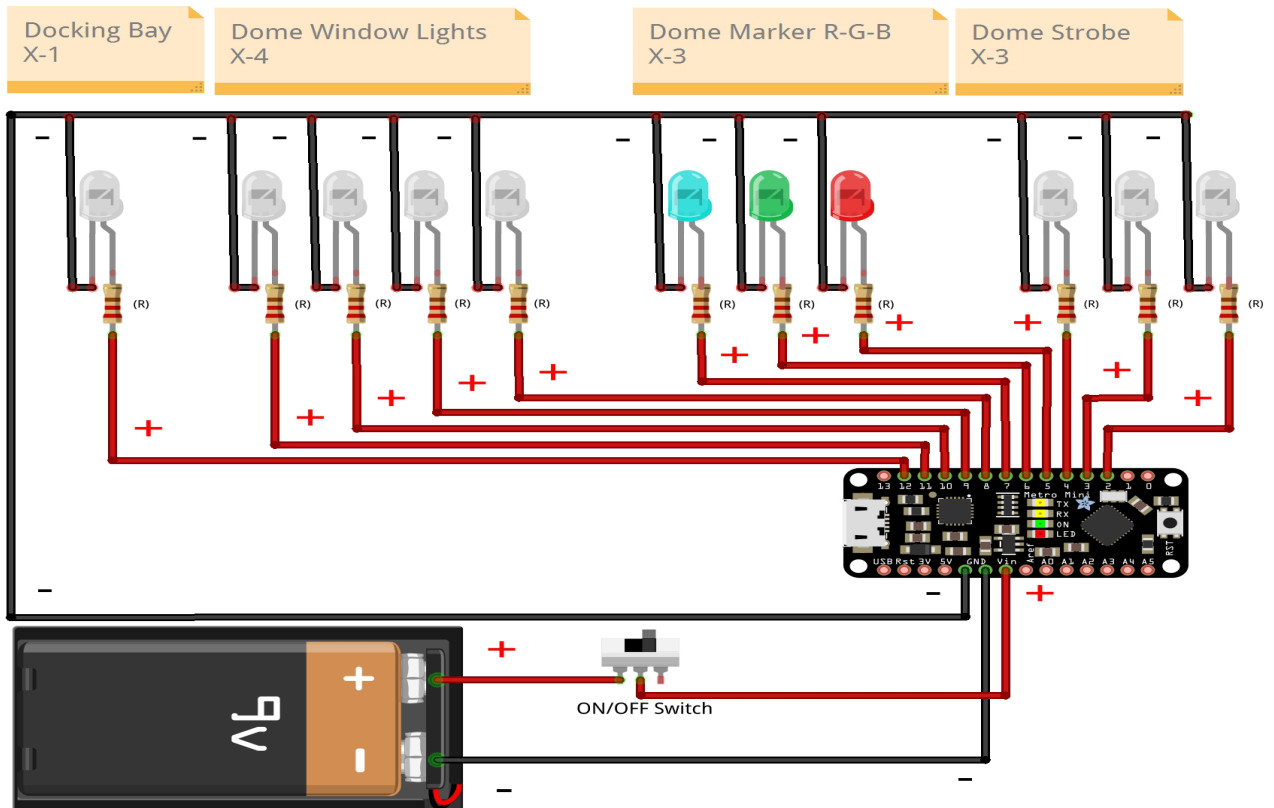 Docking Bay
X-1
Dome Window Lights
X-4
Dome Marker R-G-B
X-3
Dome Strobe
X-3
− − − − − − − − − − −
(R) (R) (R) (R) (R) (R) (R) (R) (R) (R) (R)
+ + + + + + + + + + +
13 12 11 10 9 8 7 6 5 4 3 2 1 0
Metro Mini
TX
RX
ON
LED
RST
USB Rst 3V 5V GND Vin Aref A0 A1 A2 A3 A4 A5
− − +
+
ON/OFF Switch
+
9v
−
− −